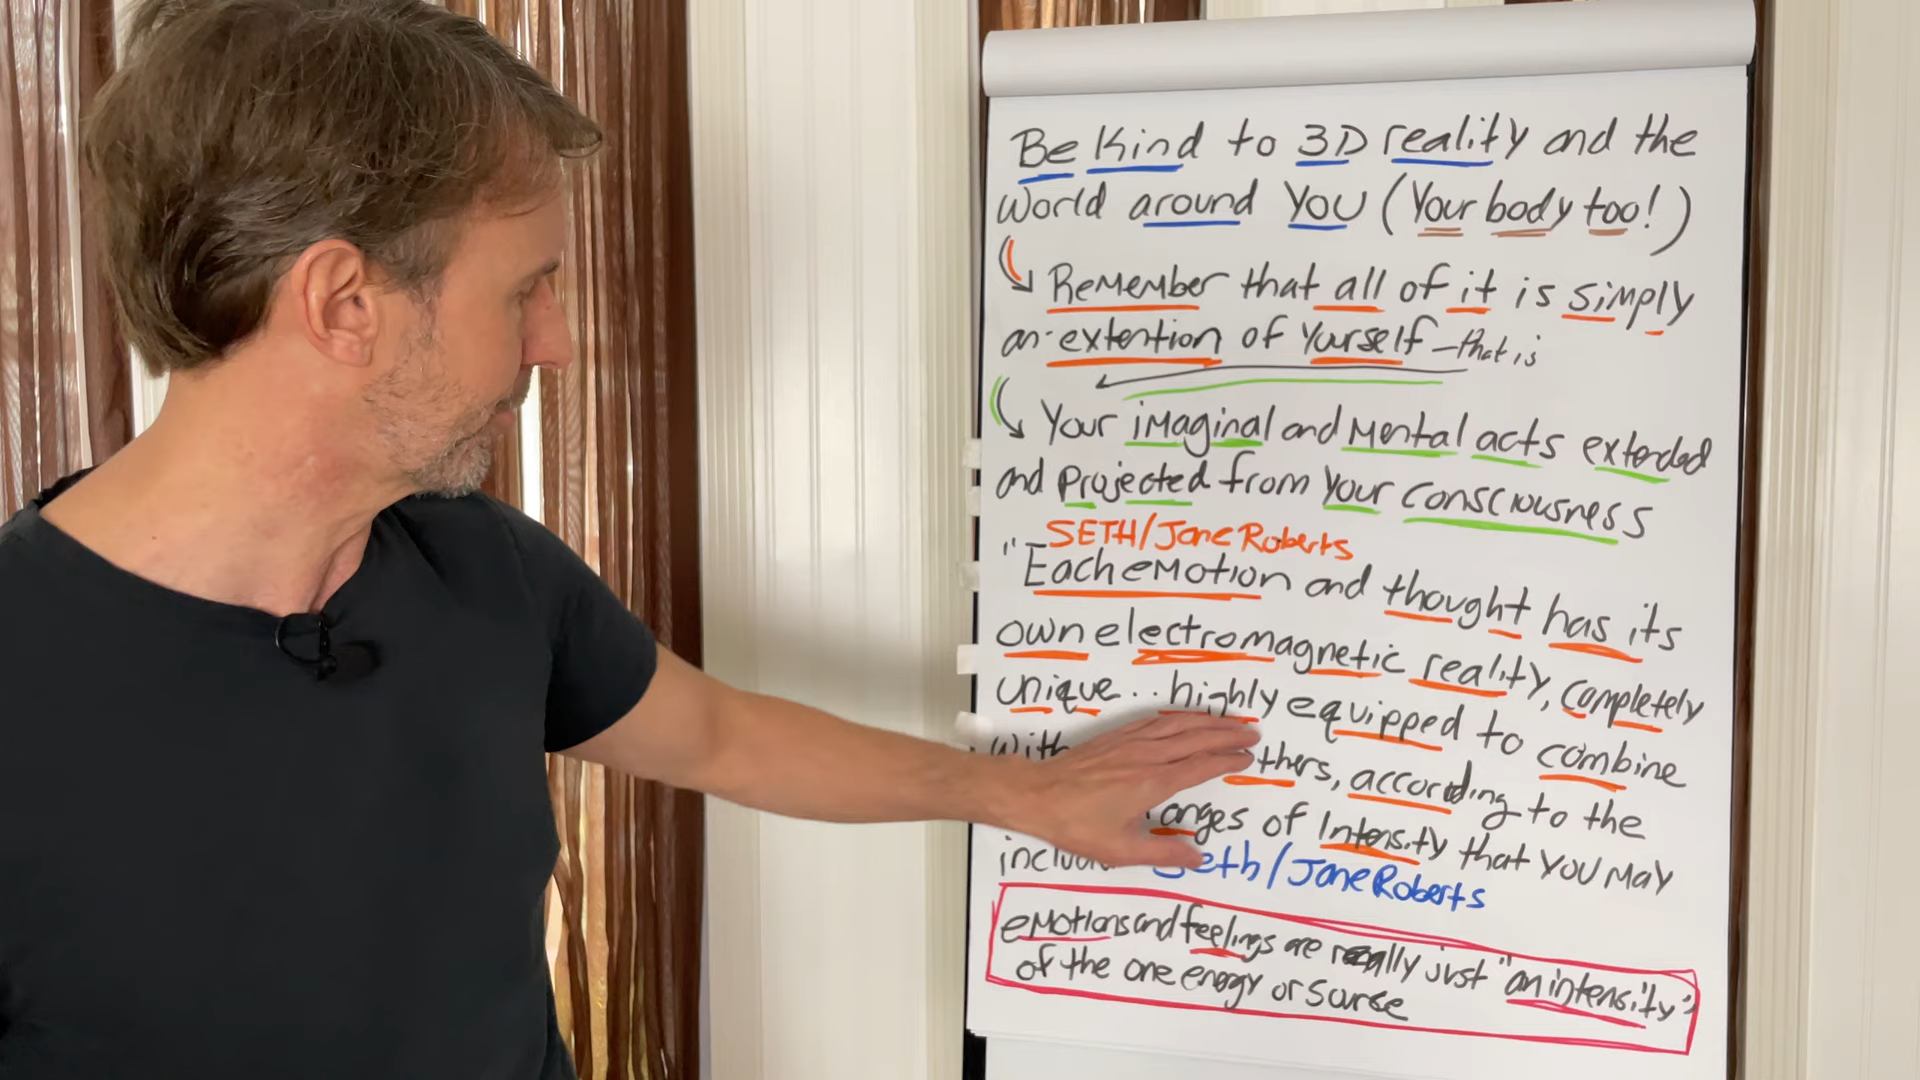 Be Kind to 3D reality and the
World around YOU (Your body too!)
Remember that all of it is simply
an extention of Yourself - that is
Your imaginal and Mental acts extended
and projected from Your Consciousness
SETH/Jane Roberts
"Each eMotion and thought has its
own electromagnetic reality, completely
unique.. highly equipped to combine
with others, according to the
of Intensity that YOU May
Seth/Jane Roberts
eMotions and feelings are really just "an intensity"
of the one energy or Source